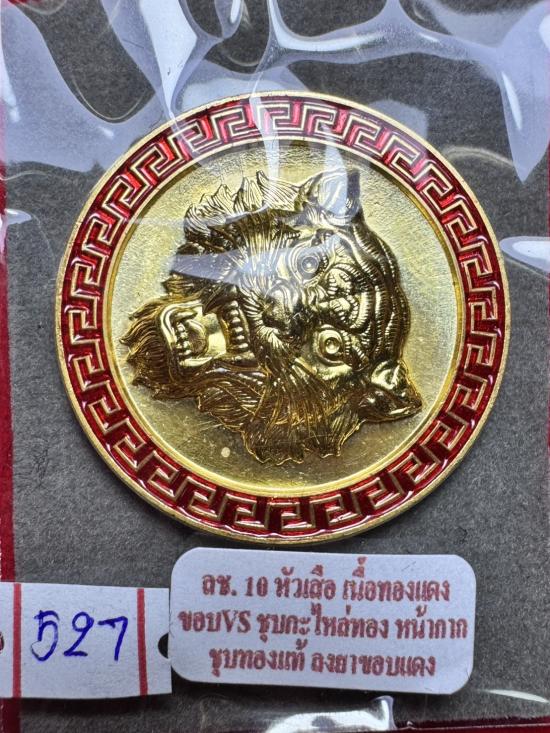 527
ลช. 10 หัวเสือ เนื้อทองแดง
ขอบVS ชุบกะไหล่ทอง หน้ากาก
ชุบทองแท้ ลงยาขอบแดง